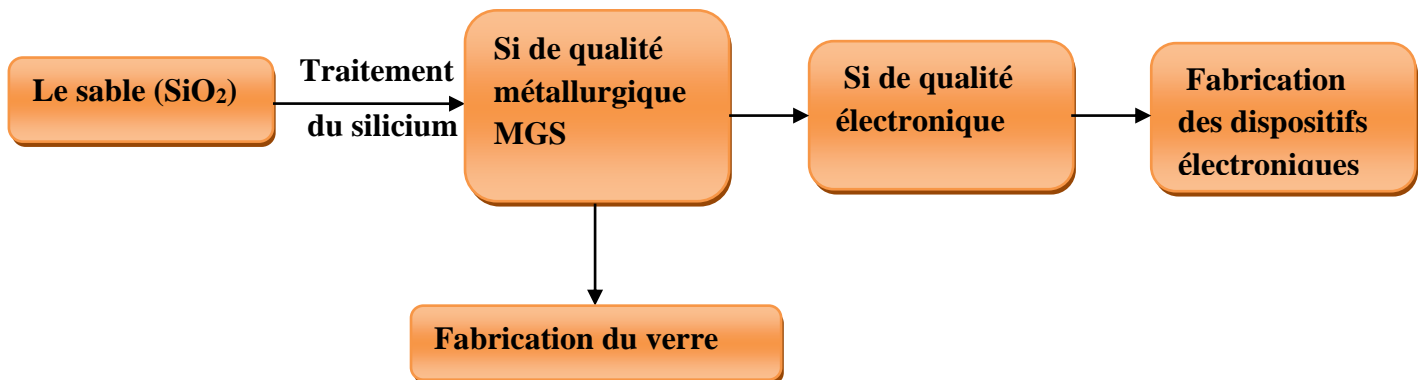 Le sable (SiO₂)
Traitement
du silicium
Si de qualité
métallurgique
MGS
Si de qualité
électronique
Fabrication
des dispositifs
électroniques
Fabrication du verre